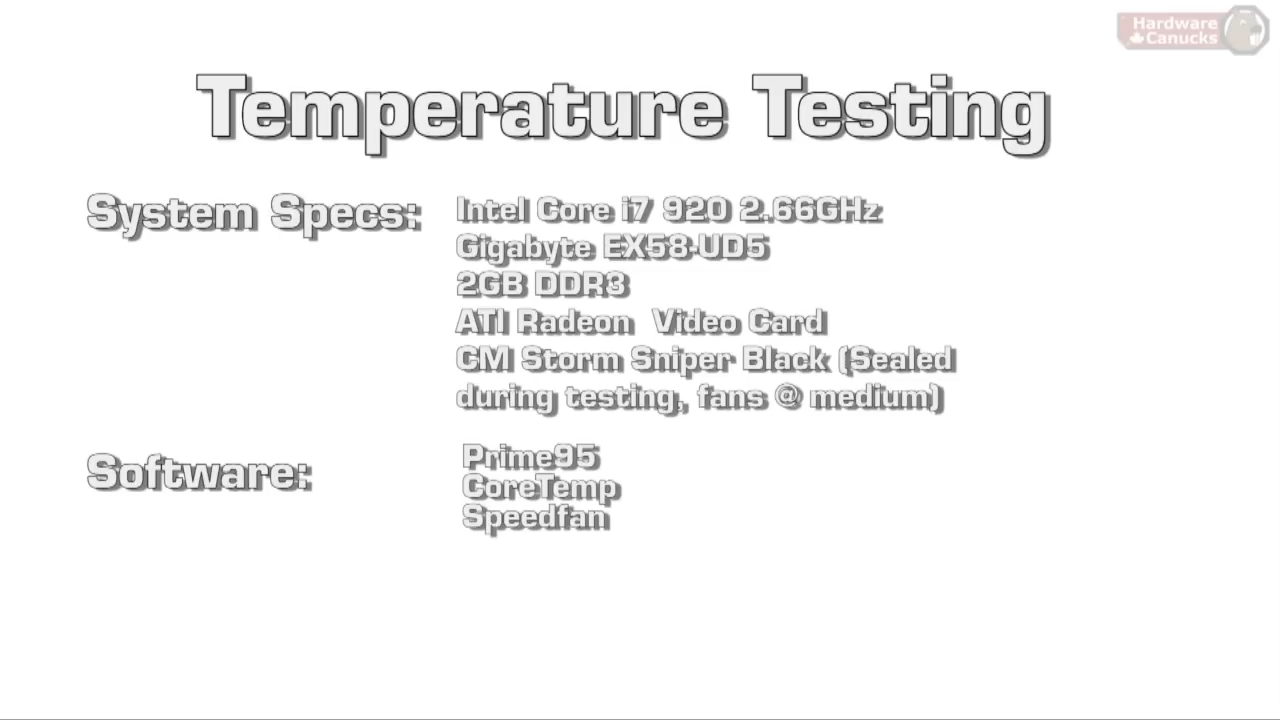 Hardware
Canucks
Temperature Testing
System Specs:
Intel Core i7 920 2.66GHz
Gigabyte EX58-UD5
2GB DDR3
ATI Radeon  Video Card
CM Storm Sniper Black (Sealed
during testing, fans @ medium)
Software:
Prime95
CoreTemp
Speedfan